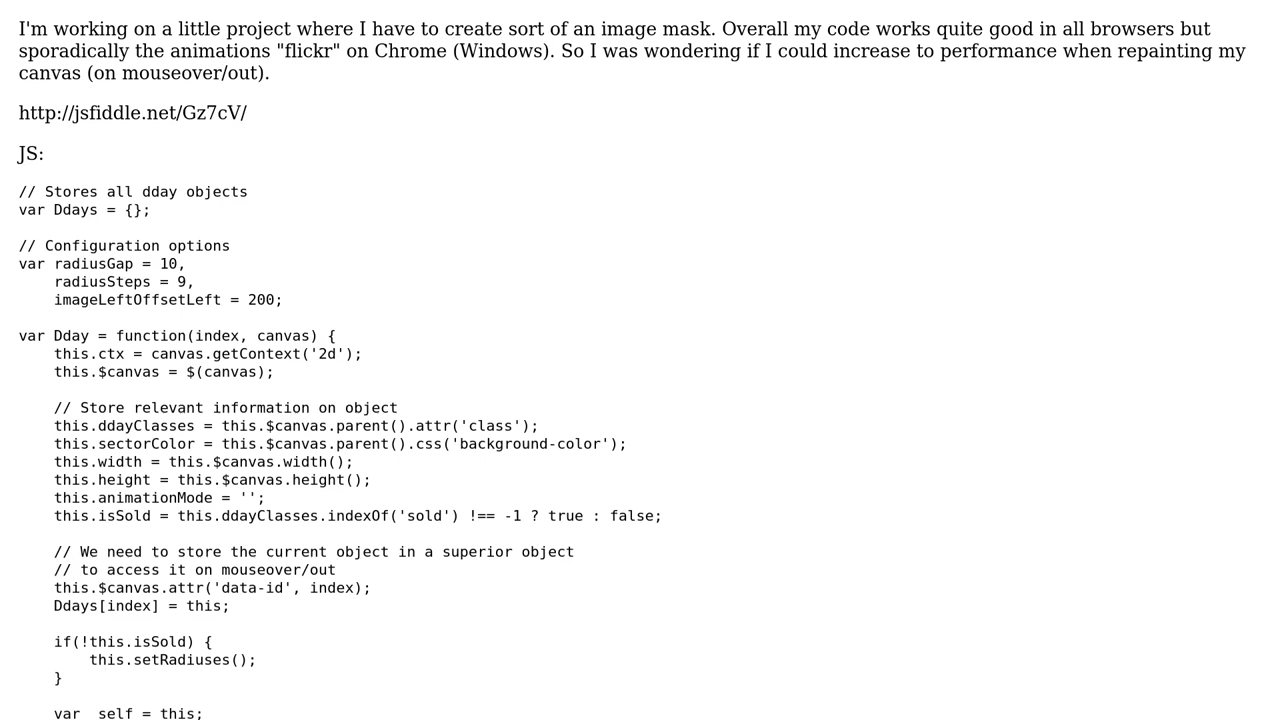 I'm working on a little project where I have to create sort of an image mask. Overall my code works quite good in all browsers but
sporadically the animations "flickr" on Chrome (Windows). So I was wondering if I could increase to performance when repainting my
canvas (on mouseover/out).
http://jsfiddle.net/Gz7cV/
JS:
// Stores all dday objects
var Ddays = {};
// Configuration options
var radiusGap = 10,
    radiusSteps = 9,
    imageLeftOffsetLeft = 200;
var Dday = function(index, canvas) {
    this.ctx = canvas.getContext('2d');
    this.$canvas = $(canvas);
    // Store relevant information on object
    this.ddayClasses = this.$canvas.parent().attr('class');
    this.sectorColor = this.$canvas.parent().css('background-color');
    this.width = this.$canvas.width();
    this.height = this.$canvas.height();
    this.animationMode = '';
    this.isSold = this.ddayClasses.indexOf('sold') !== -1 ? true : false;
    // We need to store the current object in a superior object
    // to access it on mouseover/out
    this.$canvas.attr('data-id', index);
    Ddays[index] = this;
    if(!this.isSold) {
        this.setRadiuses();
    }
    var _self = this;